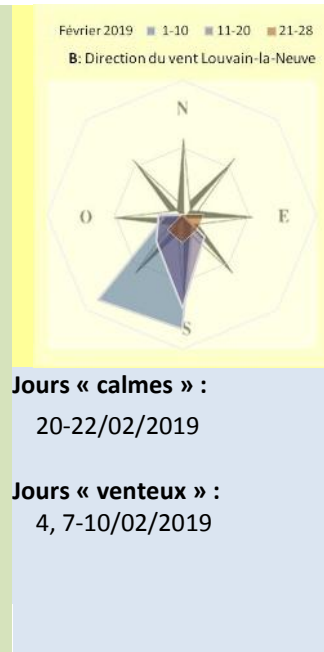 Février 2019 1-10 11-20 21-28
B: Direction du vent Louvain-la-Neuve
N
O E
S
Jours « calmes » :
20-22/02/2019
Jours « venteux » :
4, 7-10/02/2019